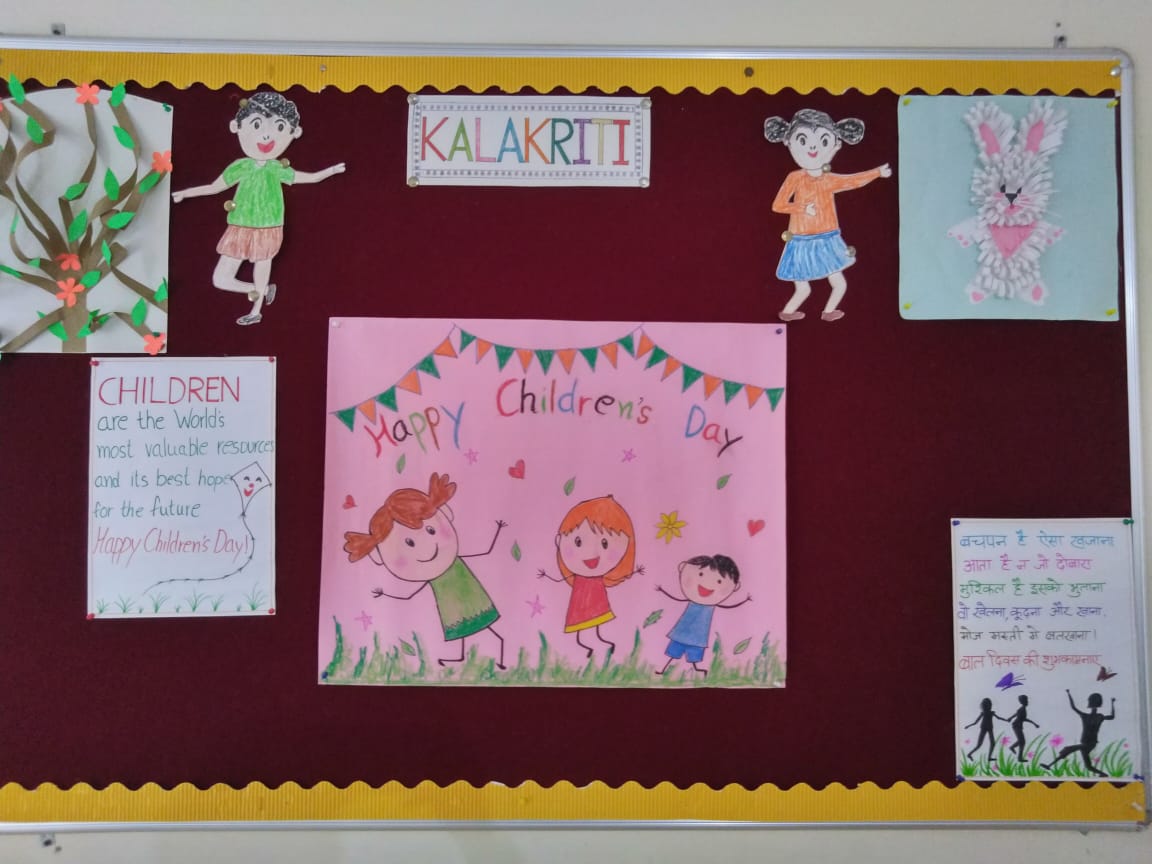 KALAKRITI
CHILDREN
are the World's
most valuable resources
and its best hope
for the future
Happy Children's Day!
Happy Children's Day
बचपन है ऐसा खजाना
आता है न जो दोबारा
मुश्किल है इसको भुलाना
वो खेलना, कूदना और खाना,
मोज मस्ती मे बलखाना।
बाल दिवस की शुभकामनाए